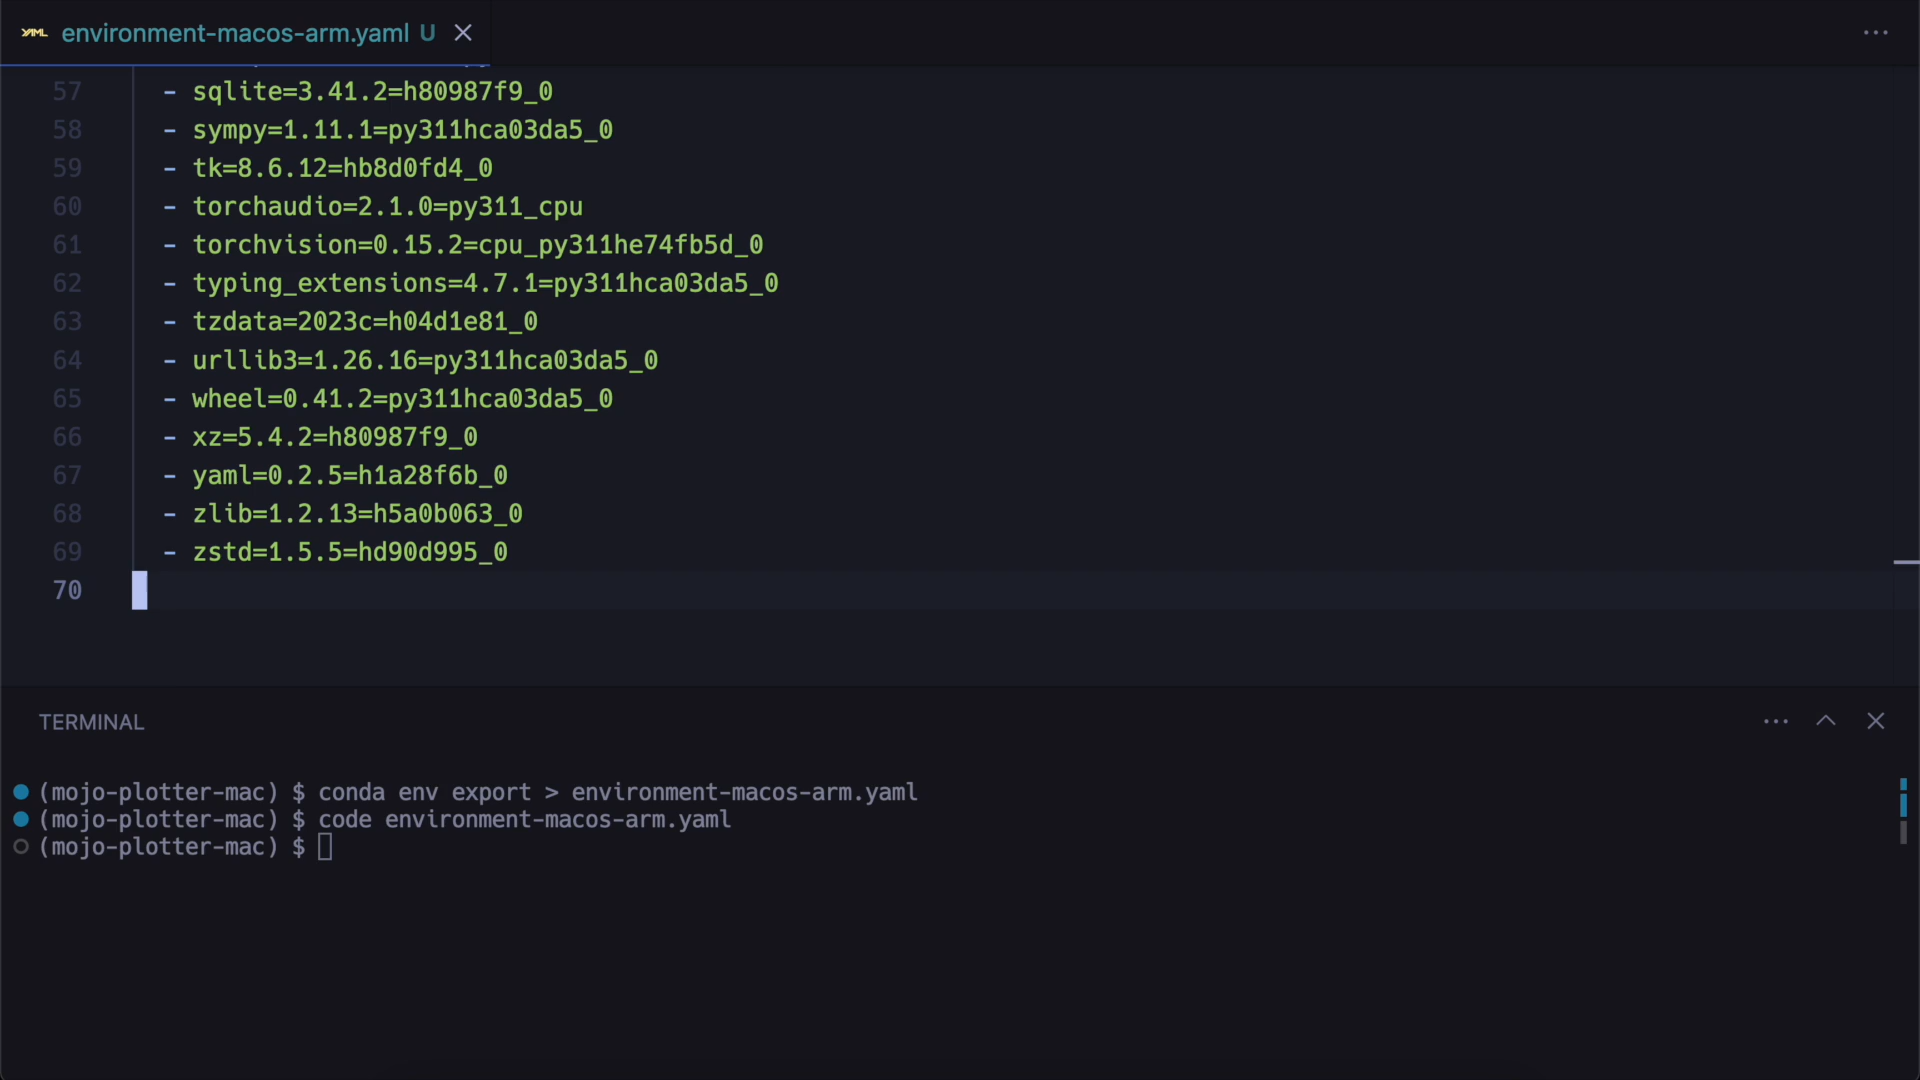 YAML environment-macos-arm.yaml U
57 - sqlite=3.41.2=h80987f9_0
58 - sympy=1.11.1=py311hca03da5_0
59 - tk=8.6.12=hb8d0fd4_0
60 - torchaudio=2.1.0=py311_cpu
61 - torchvision=0.15.2=cpu_py311he74fb5d_0
62 - typing_extensions=4.7.1=py311hca03da5_0
63 - tzdata=2023c=h04d1e81_0
64 - urllib3=1.26.16=py311hca03da5_0
65 - wheel=0.41.2=py311hca03da5_0
66 - xz=5.4.2=h80987f9_0
67 - yaml=0.2.5=h1a28f6b_0
68 - zlib=1.2.13=h5a0b063_0
69 - zstd=1.5.5=hd90d995_0
70
TERMINAL
(mojo-plotter-mac) $ conda env export > environment-macos-arm.yaml
(mojo-plotter-mac) $ code environment-macos-arm.yaml
(mojo-plotter-mac) $